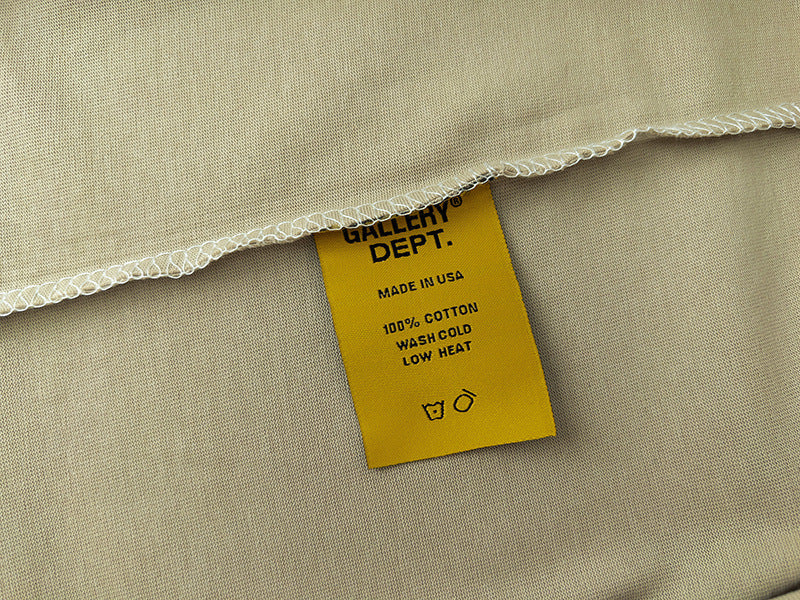 GALLERY®
DEPT.
MADE IN USA
100% COTTON
WASH COLD
LOW HEAT